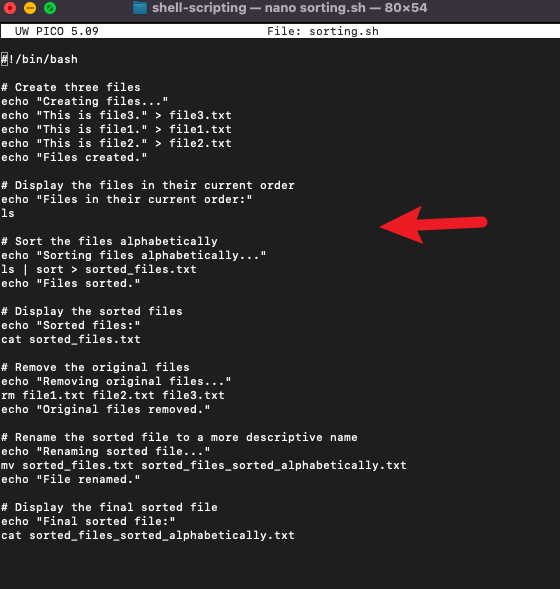 shell-scripting — nano sorting.sh — 80×54
UW PICO 5.09 File: sorting.sh
#!/bin/bash
# Create three files
echo "Creating files..."
echo "This is file3." > file3.txt
echo "This is file1." > file1.txt
echo "This is file2." > file2.txt
echo "Files created."
# Display the files in their current order
echo "Files in their current order:"
ls
# Sort the files alphabetically
echo "Sorting files alphabetically..."
ls | sort > sorted_files.txt
echo "Files sorted."
# Display the sorted files
echo "Sorted files:"
cat sorted_files.txt
# Remove the original files
echo "Removing original files..."
rm file1.txt file2.txt file3.txt
echo "Original files removed."
# Rename the sorted file to a more descriptive name
echo "Renaming sorted file..."
mv sorted_files.txt sorted_files_sorted_alphabetically.txt
echo "File renamed."
# Display the final sorted file
echo "Final sorted file:"
cat sorted_files_sorted_alphabetically.txt